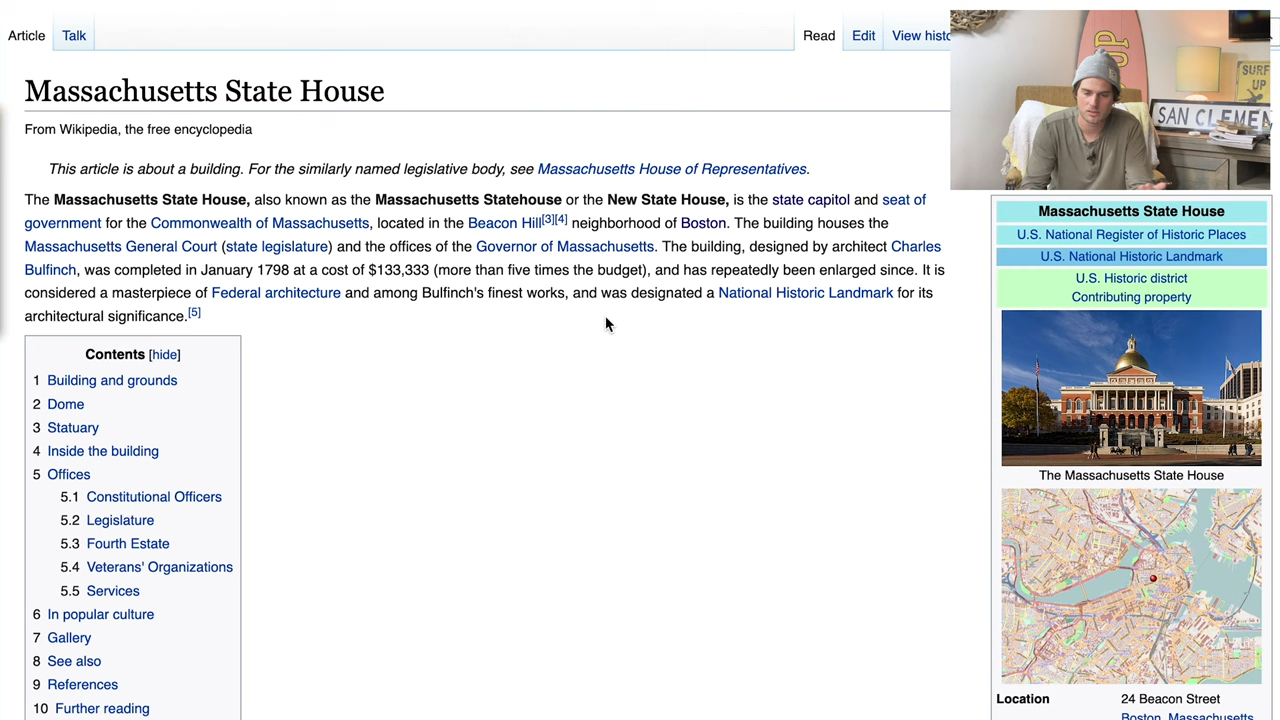 Article
Talk
Read
Edit
View histo
Massachusetts State House
From Wikipedia, the free encyclopedia
This article is about a building. For the similarly named legislative body, see Massachusetts House of Representatives.
The Massachusetts State House, also known as the Massachusetts Statehouse or the New State House, is the state capitol and seat of
government for the Commonwealth of Massachusetts, located in the Beacon Hill[3][4] neighborhood of Boston. The building houses the
Massachusetts General Court (state legislature) and the offices of the Governor of Massachusetts. The building, designed by architect Charles
Bulfinch, was completed in January 1798 at a cost of $133,333 (more than five times the budget), and has repeatedly been enlarged since. It is
considered a masterpiece of Federal architecture and among Bulfinch's finest works, and was designated a National Historic Landmark for its
architectural significance.[5]
Contents [hide]
1 Building and grounds
2 Dome
3 Statuary
4 Inside the building
5 Offices
5.1 Constitutional Officers
5.2 Legislature
5.3 Fourth Estate
5.4 Veterans' Organizations
5.5 Services
6 In popular culture
7 Gallery
8 See also
9 References
10 Further reading
SURF
UP
SAN CLEMEN
Massachusetts State House
U.S. National Register of Historic Places
U.S. National Historic Landmark
U.S. Historic district
Contributing property
The Massachusetts State House
Location 24 Beacon Street
Boston, Massachusetts